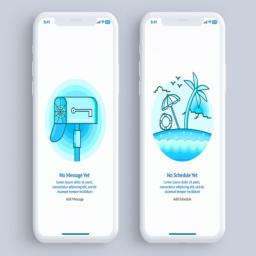 9:41
No Message Yet
Lorem ipsum dolor sit amet,
consectetur adipiscing elit, sed do
eiusmod tempor
Add Message
9:41
No Schedule Yet
Lorem ipsum dolor sit amet,
consectetur adipiscing elit, sed do
eiusmod tempor
Add Schedule